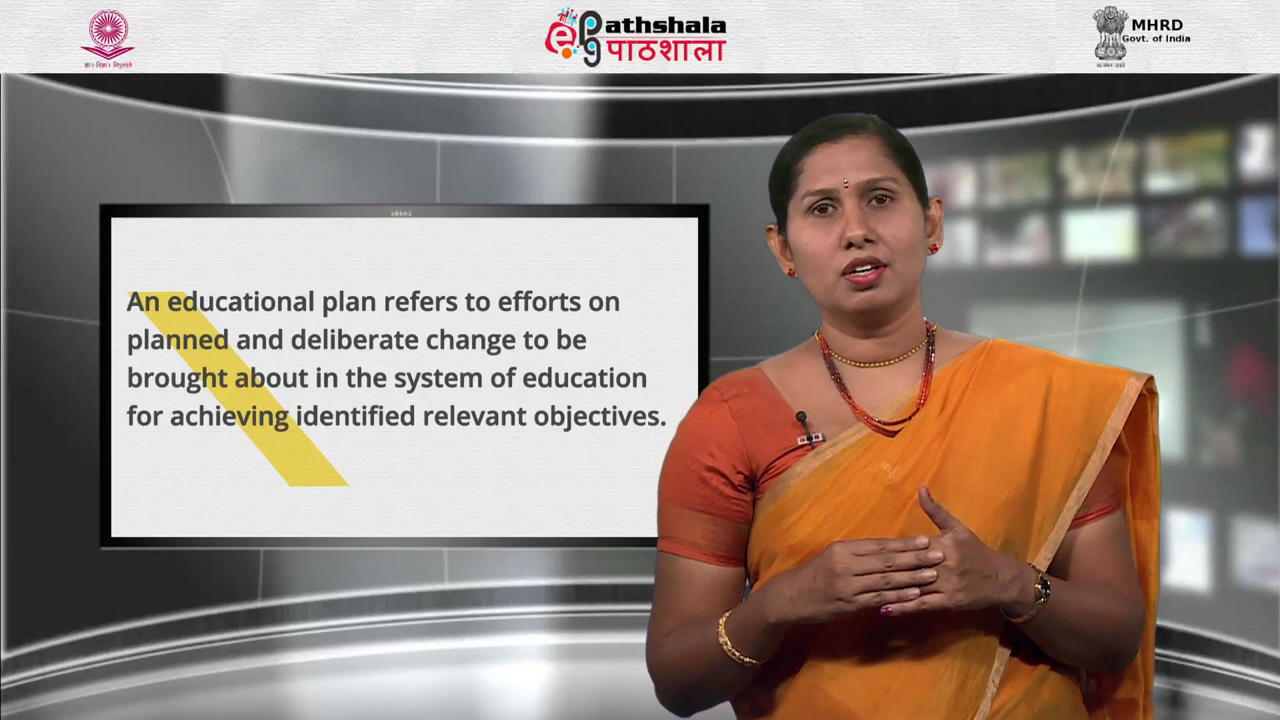 athshala
पाठशाला
MHRD
Govt. of India
An educational plan refers to efforts on
planned and deliberate change to be
brought about in the system of education
for achieving identified relevant objectives.